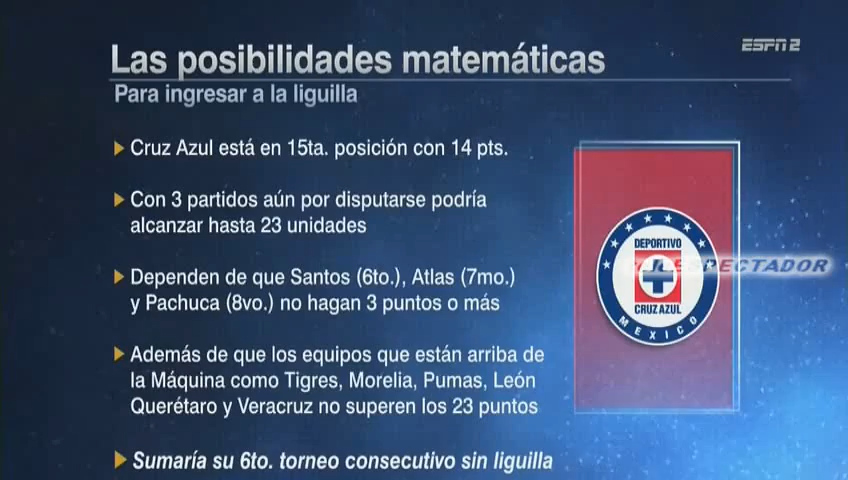 ESPN2
Las posibilidades matemáticas
Para ingresar a la liguilla
Cruz Azul está en 15ta. posición con 14 pts.
Con 3 partidos aún por disputarse podría
alcanzar hasta 23 unidades
Dependen de que Santos (6to.), Atlas (7mo.)
y Pachuca (8vo.) no hagan 3 puntos o más
Además de que los equipos que están arriba de
la Máquina como Tigres, Morelia, Pumas, León
Querétaro y Veracruz no superen los 23 puntos
Sumaría su 6to. torneo consecutivo sin liguilla
DEPORTIVO
CRUZ AZUL
MEXICO